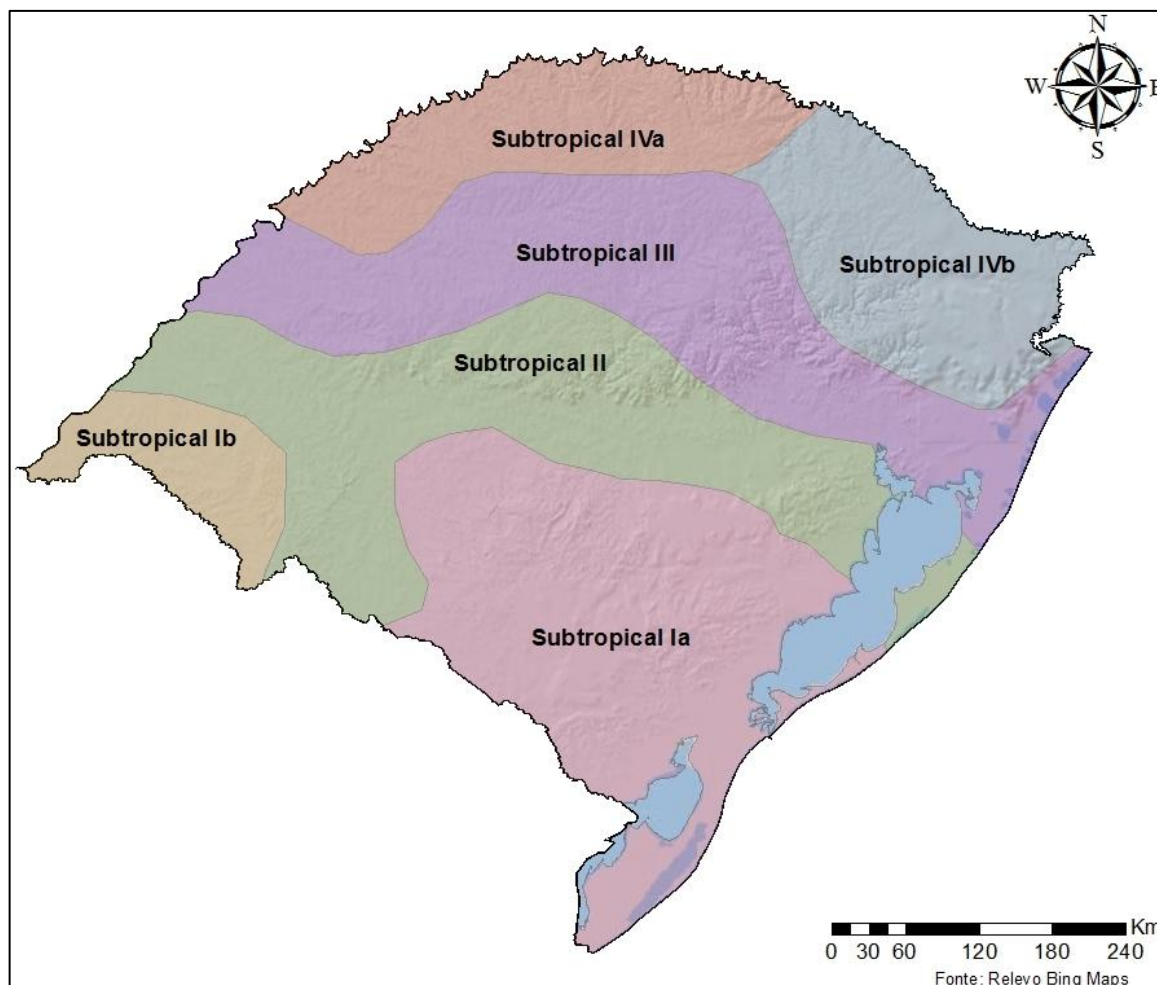 N
W
E
S
Subtropical IVa
Subtropical III
Subtropical IVb
Subtropical II
Subtropical Ib
Subtropical Ia
Km
0 30 60 120 180 240
Fonte: Relevo Bing Maps